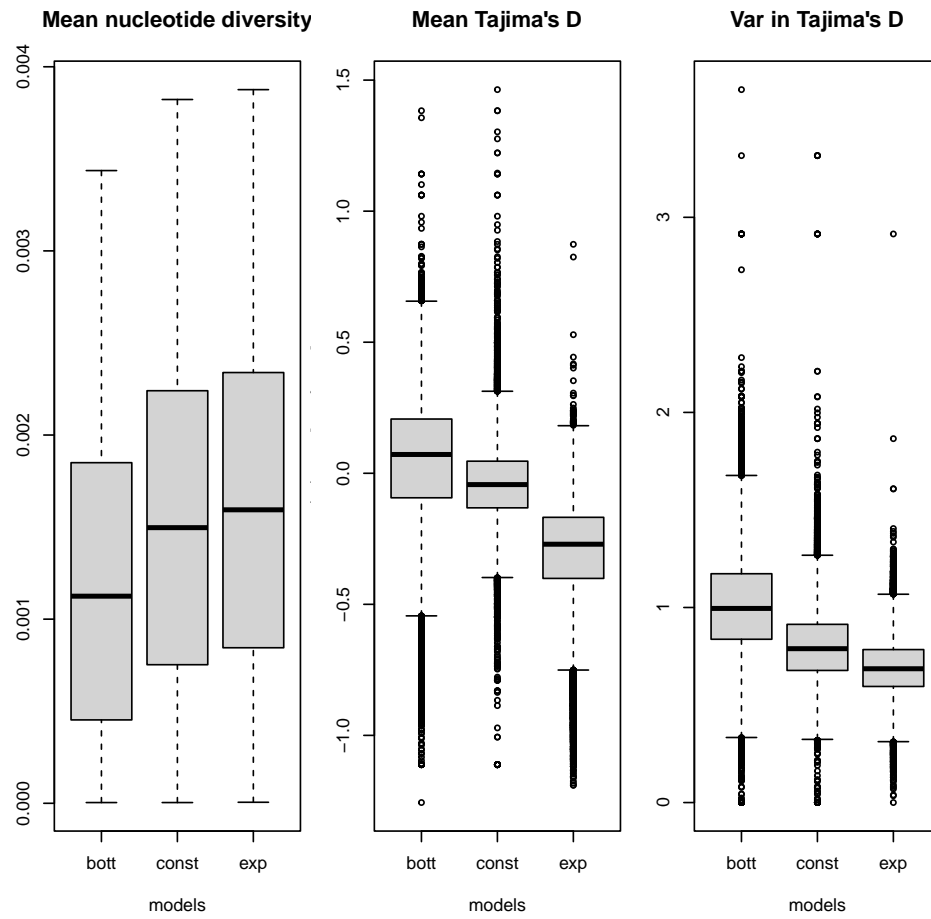 Mean nucleotide diversity
0.004
0.003
0.002
0.001
0.000
bott const exp
models
Mean Tajima's D
1.5
1.0
0.5
0.0
−0.5
−1.0
bott const exp
models
Var in Tajima's D
3
2
1
0
bott const exp
models